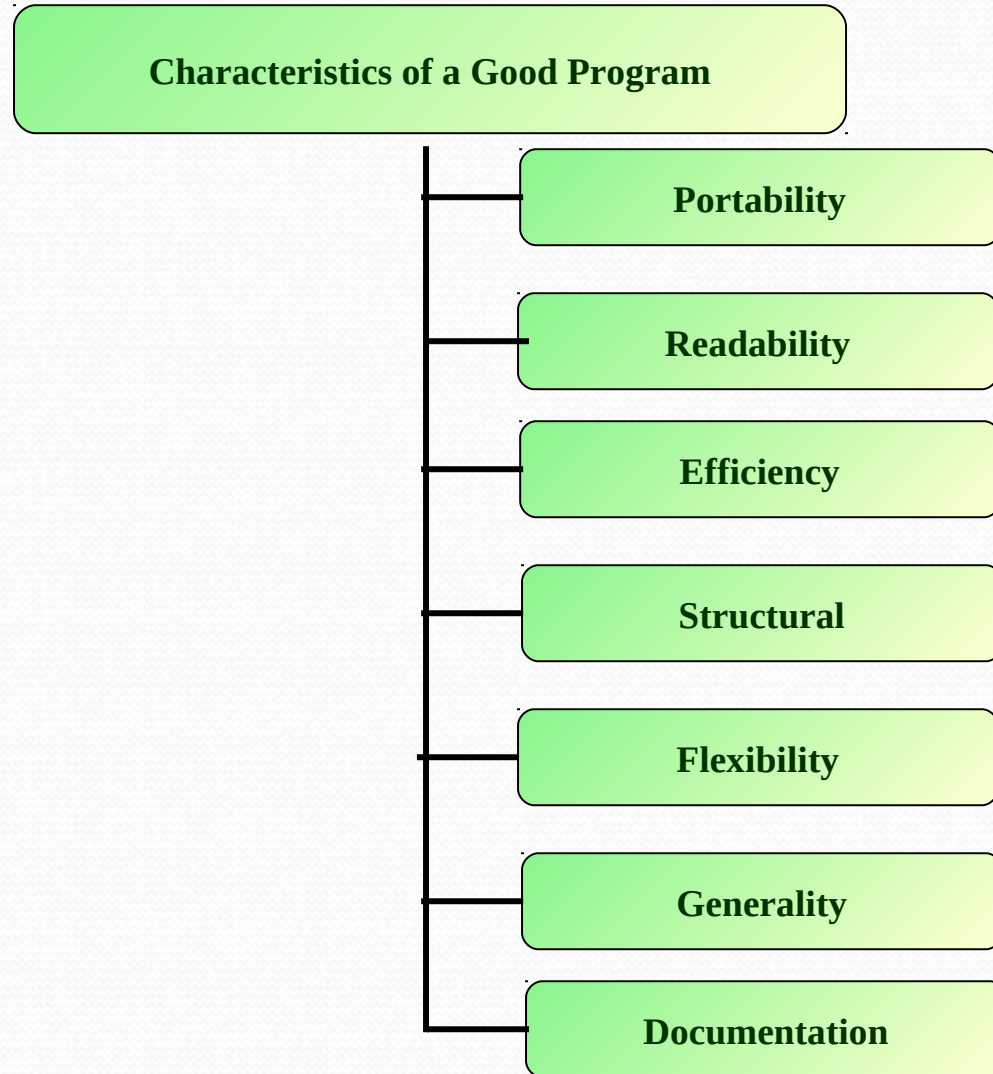 Characteristics of a Good Program
Portability
Readability
Efficiency
Structural
Flexibility
Generality
Documentation